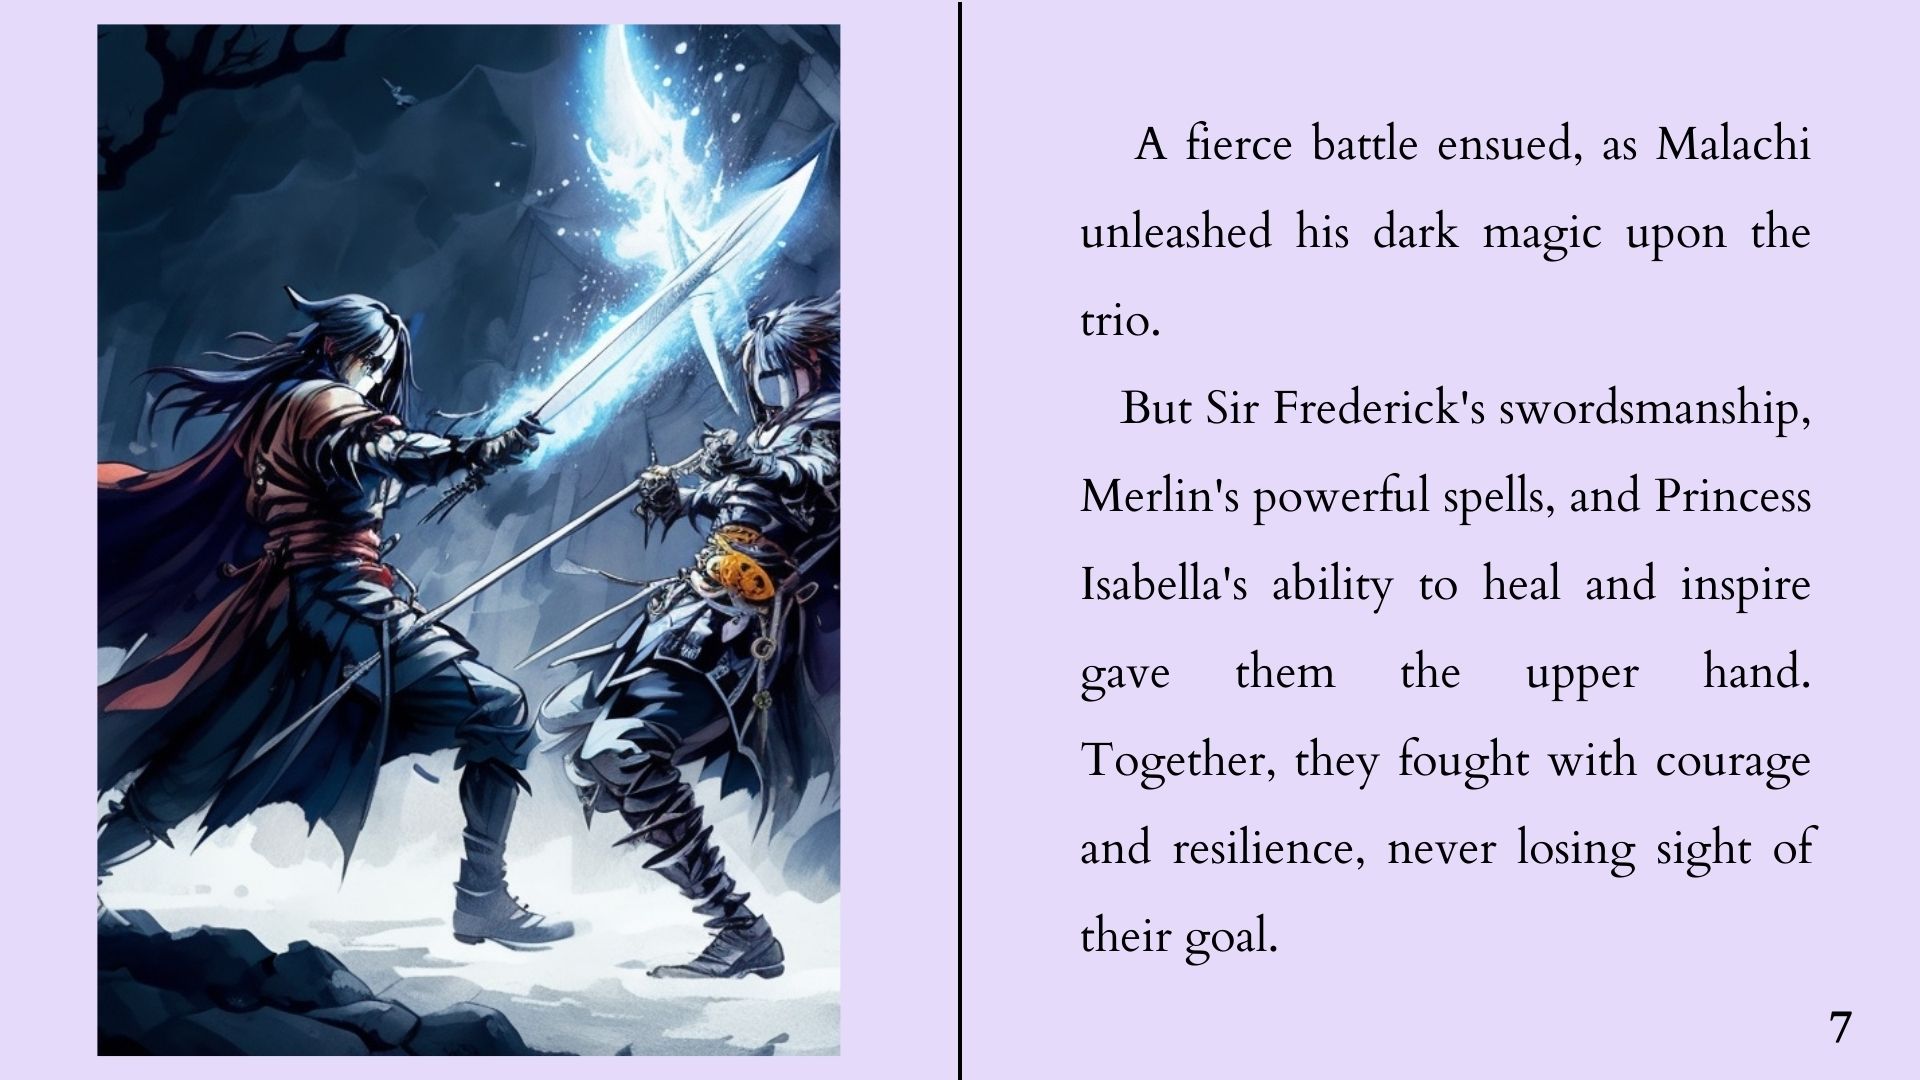 A fierce battle ensued, as Malachi
unleashed his dark magic upon the
trio.
But Sir Frederick's swordsmanship,
Merlin's powerful spells, and Princess
Isabella's ability to heal and inspire
gave them the upper hand.
Together, they fought with courage
and resilience, never losing sight of
their goal.
7